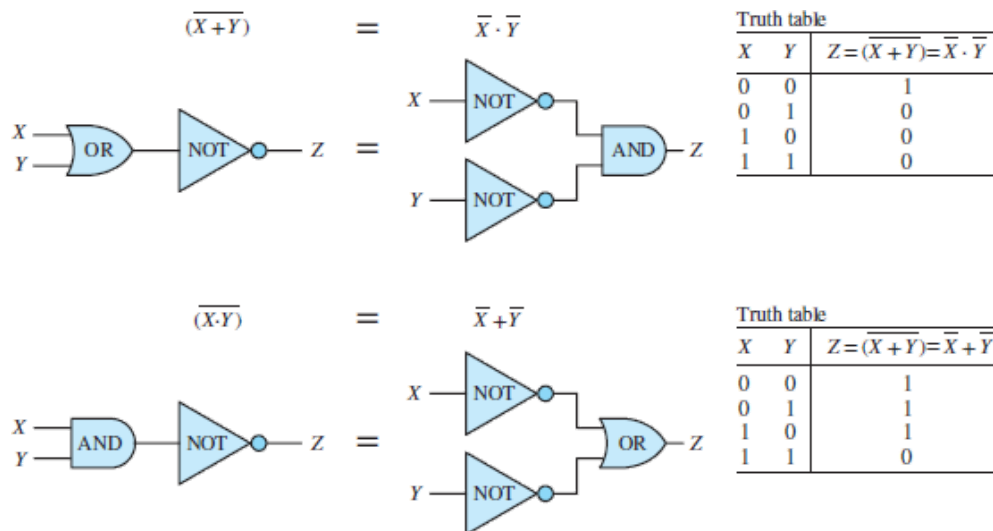 (X̅ ̅+̅ ̅Y̅) = X̅ · Y̅
X
Y
OR
NOT
Z
=
X
NOT
Y
NOT
AND
Z
Truth table
X Y Z = (X̅ ̅+̅ ̅Y̅) = X̅ · Y̅
0 0 1
0 1 0
1 0 0
1 1 0
(X̅·̅Y̅) = X̅ + Y̅
X
Y
AND
NOT
Z
=
X
NOT
Y
NOT
OR
Z
Truth table
X Y Z = (X̅ ̅+̅ ̅Y̅) = X̅ + Y̅
0 0 1
0 1 1
1 0 1
1 1 0